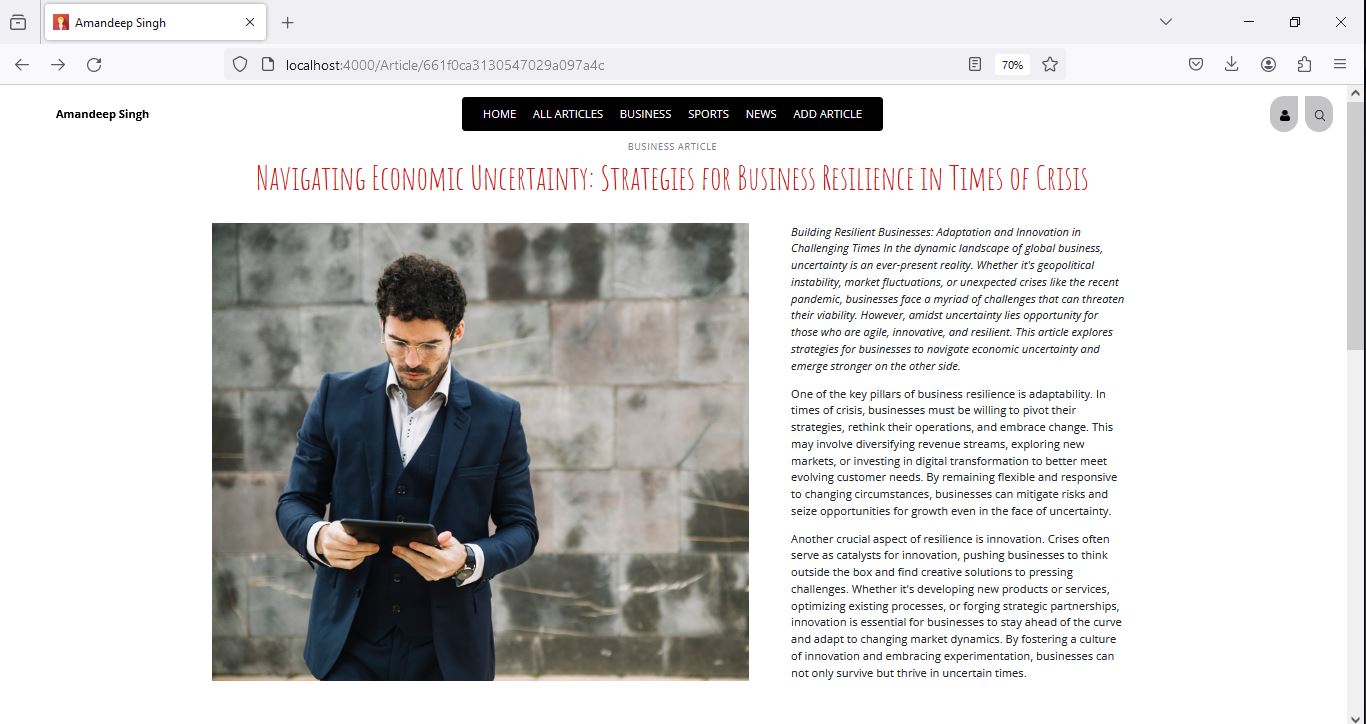 Amandeep Singh
localhost:4000/Article/661f0ca3130547029a097a4c
70%
Amandeep Singh
HOME ALL ARTICLES BUSINESS SPORTS NEWS ADD ARTICLE
BUSINESS ARTICLE
Navigating Economic Uncertainty: Strategies for Business Resilience in Times of Crisis
Building Resilient Businesses: Adaptation and Innovation in
Challenging Times In the dynamic landscape of global business,
uncertainty is an ever-present reality. Whether it's geopolitical
instability, market fluctuations, or unexpected crises like the recent
pandemic, businesses face a myriad of challenges that can threaten
their viability. However, amidst uncertainty lies opportunity for
those who are agile, innovative, and resilient. This article explores
strategies for businesses to navigate economic uncertainty and
emerge stronger on the other side.
One of the key pillars of business resilience is adaptability. In
times of crisis, businesses must be willing to pivot their
strategies, rethink their operations, and embrace change. This
may involve diversifying revenue streams, exploring new
markets, or investing in digital transformation to better meet
evolving customer needs. By remaining flexible and responsive
to changing circumstances, businesses can mitigate risks and
seize opportunities for growth even in the face of uncertainty.
Another crucial aspect of resilience is innovation. Crises often
serve as catalysts for innovation, pushing businesses to think
outside the box and find creative solutions to pressing
challenges. Whether it's developing new products or services,
optimizing existing processes, or forging strategic partnerships,
innovation is essential for businesses to stay ahead of the curve
and adapt to changing market dynamics. By fostering a culture
of innovation and embracing experimentation, businesses can
not only survive but thrive in uncertain times.